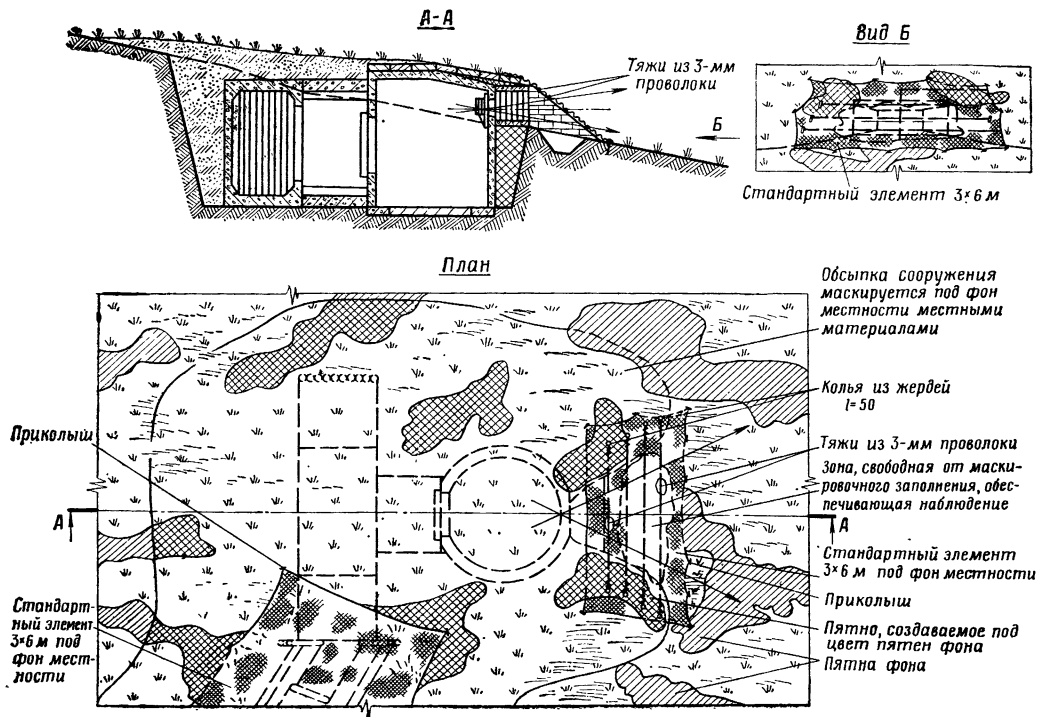 А-А
Вид Б
Тяжи из 3-мм
проволоки
Б
Стандартный элемент 3×6 м
План
Обсыпка сооружения
маскируется под фон
местности местными
материалами
Колья из жердей
l=50
Приколыш
Тяжи из 3-мм проволоки
Зона, свободная от маски-
ровочного заполнения, обес-
печивающая наблюдение
А
А
Стандартный элемент
3×6 м под фон местности
Приколыш
Стандарт-
ный элемент
3×6 м под
фон мест-
ности
Пятно, создаваемое под
цвет пятен фона
Пятна фона